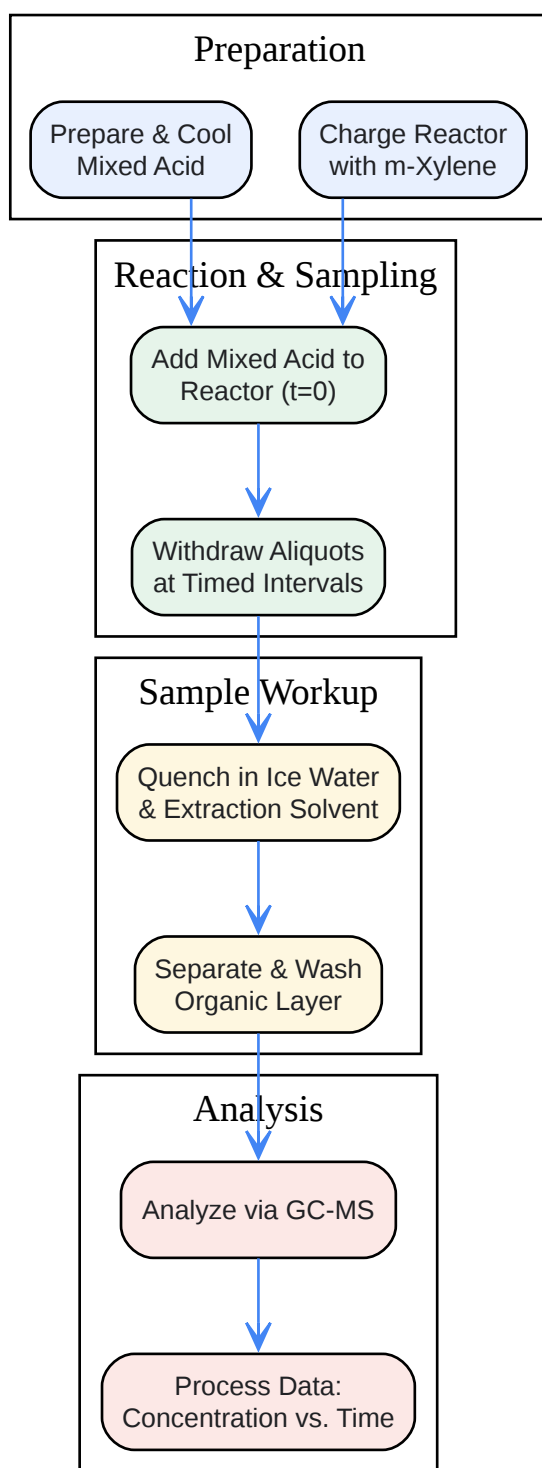 Preparation
Prepare & Cool
Mixed Acid
Charge Reactor
with m-Xylene
Reaction & Sampling
Add Mixed Acid to
Reactor (t=0)
Withdraw Aliquots
at Timed Intervals
Sample Workup
Quench in Ice Water
& Extraction Solvent
Separate & Wash
Organic Layer
Analysis
Analyze via GC-MS
Process Data:
Concentration vs. Time